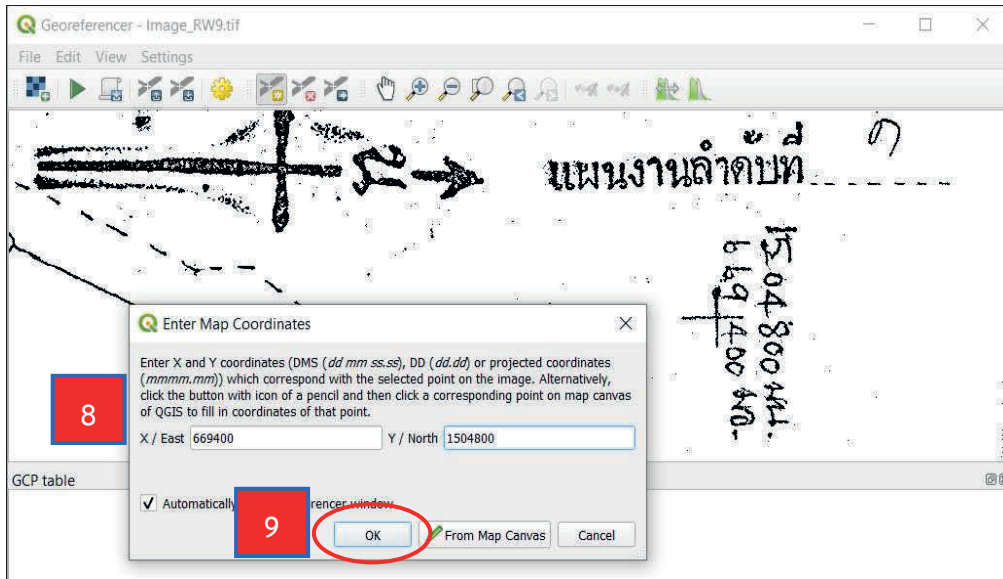 Georeferencer - Image_RW9.tif
File Edit View Settings
แผนงานลำดับที่
1504800 มน.
669400 มอ.
Enter Map Coordinates
Enter X and Y coordinates (DMS (dd mm ss.ss), DD (dd.dd) or projected coordinates
(mmmm.mm)) which correspond with the selected point on the image. Alternatively,
click the button with icon of a pencil and then click a corresponding point on map canvas
of QGIS to fill in coordinates of that point.
8
X / East 669400 Y / North 1504800
GCP table
Automatically rencer window
9
OK From Map Canvas Cancel